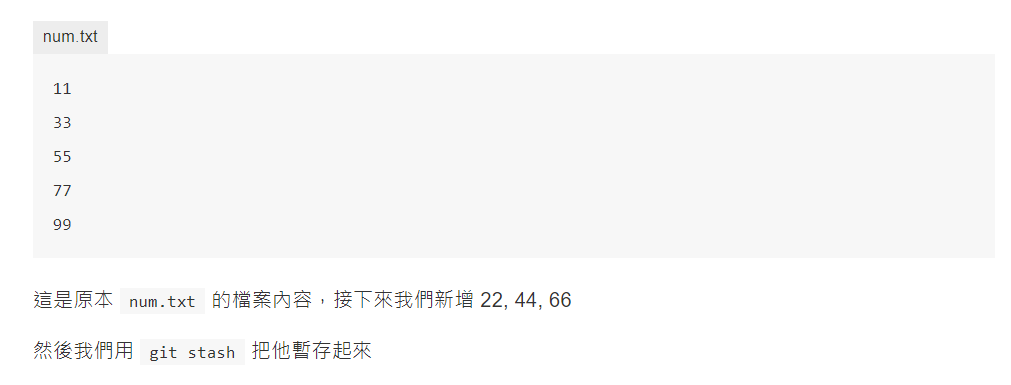 num.txt
11
33
55
77
99
這是原本 num.txt 的檔案內容，接下來我們新增 22, 44, 66
然後我們用 git stash 把他暫存起來